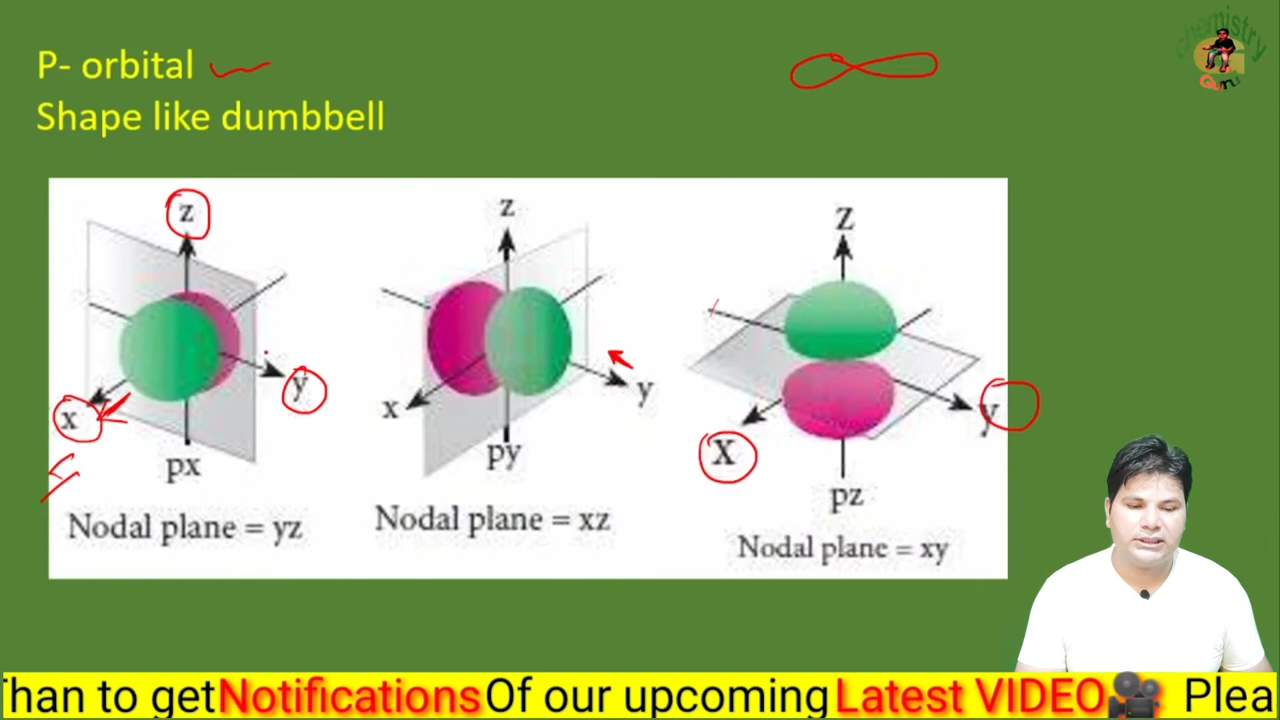 P- orbital
Shape like dumbbell
chemistry
G
Guru
z
x
y
px
Nodal plane = yz
z
x
y
py
Nodal plane = xz
Z
X
y
pz
Nodal plane = xy
Than to get Notifications Of our upcoming Latest VIDEO🎥 Plea